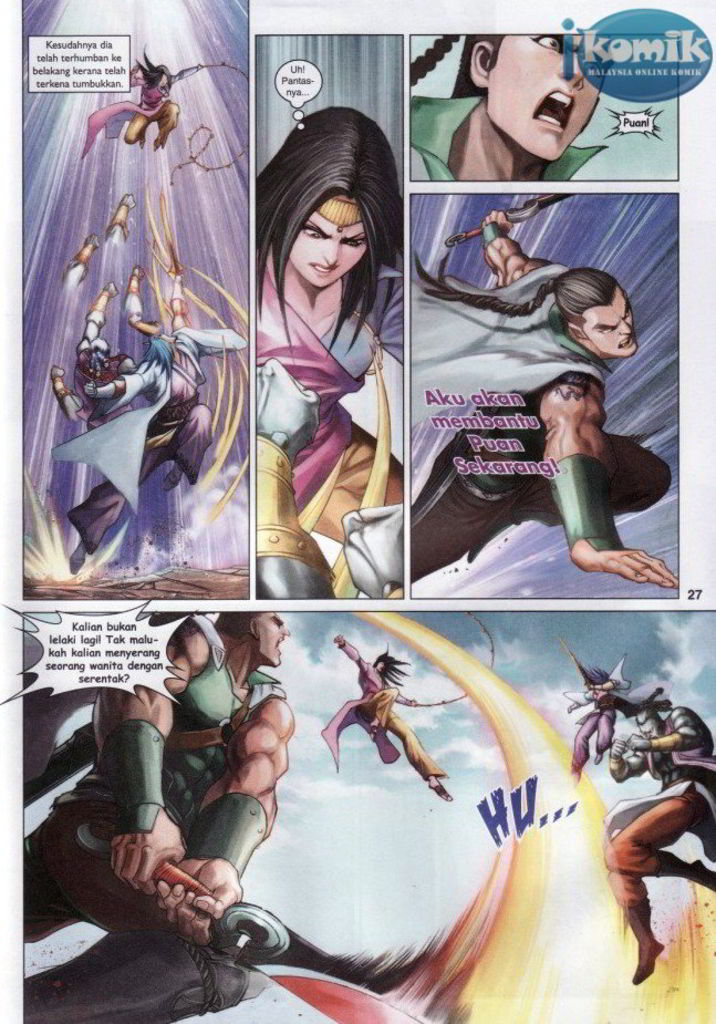 Kesudahnya dia
telah terhumban ke
belakang kerana telah
terkena tumbukkan.
Uh!
Pantas-
nya...
jkomik
MALAYSIA ONLINE KOMIK
Puan!
Aku akan
membantu
Puan
Sekarang!
27
Kalian bukan
lelaki lagi! Tak malu-
kah kalian menyerang
seorang wanita dengan
serentak?
HU...